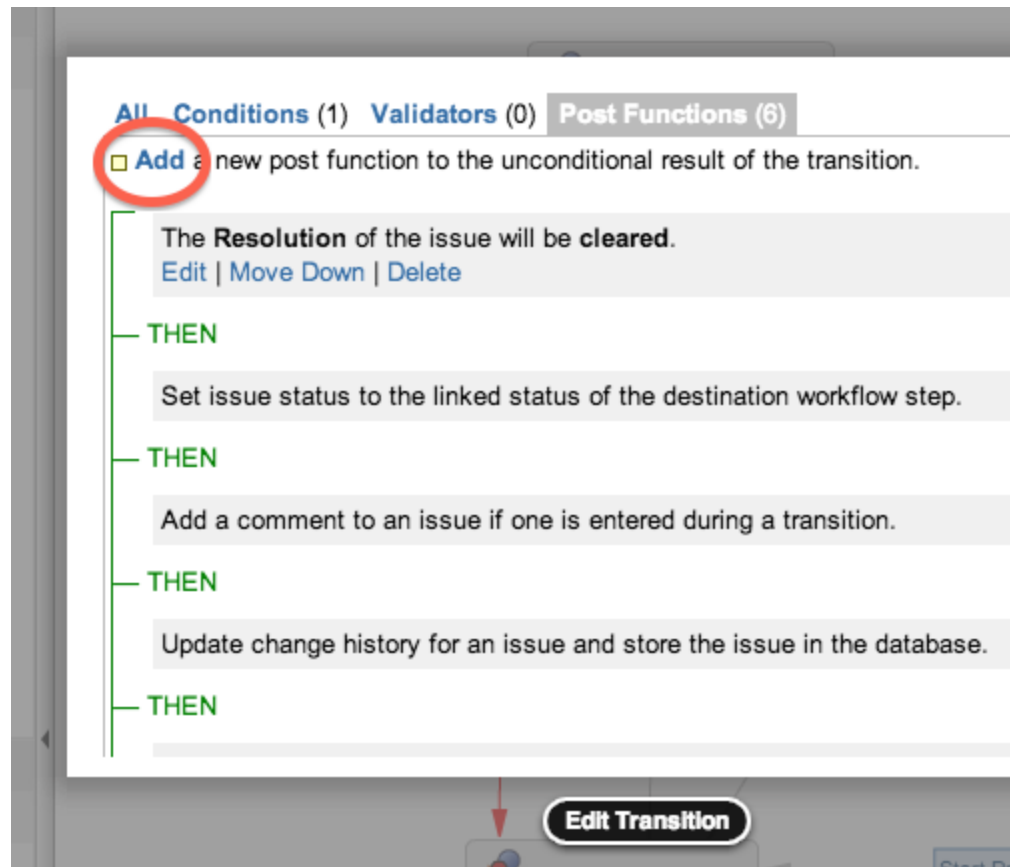 All Conditions (1) Validators (0) Post Functions (6)
Add a new post function to the unconditional result of the transition.
The Resolution of the issue will be cleared.
Edit | Move Down | Delete
THEN
Set issue status to the linked status of the destination workflow step.
THEN
Add a comment to an issue if one is entered during a transition.
THEN
Update change history for an issue and store the issue in the database.
THEN
Edit Transition